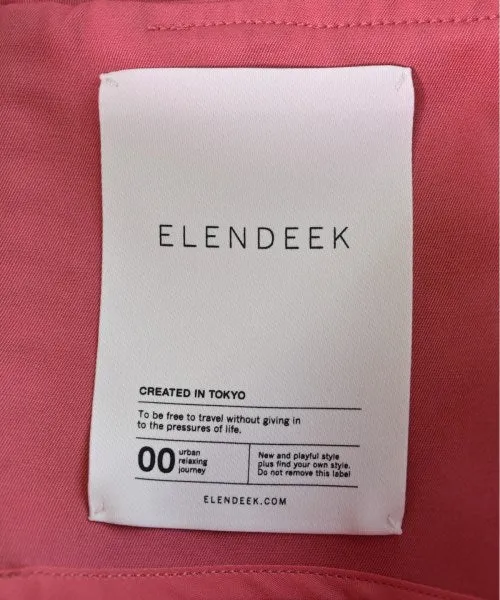 ELENDEEK
CREATED IN TOKYO
To be free to travel without giving in
to the pressures of life.
00
urban
relaxing
journey
New and playful style
plus find your own style.
Do not remove this label
ELENDEEK.COM